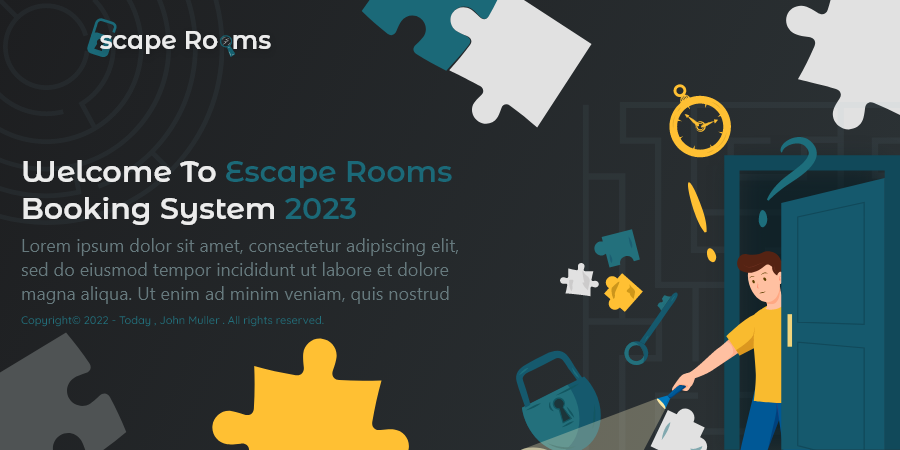 Escape Rooms
Welcome To Escape Rooms
Booking System 2023
Lorem ipsum dolor sit amet, consectetur adipiscing elit,
sed do eiusmod tempor incididunt ut labore et dolore
magna aliqua. Ut enim ad minim veniam, quis nostrud
Copyright© 2022 - Today , John Muller . All rights reserved.
?